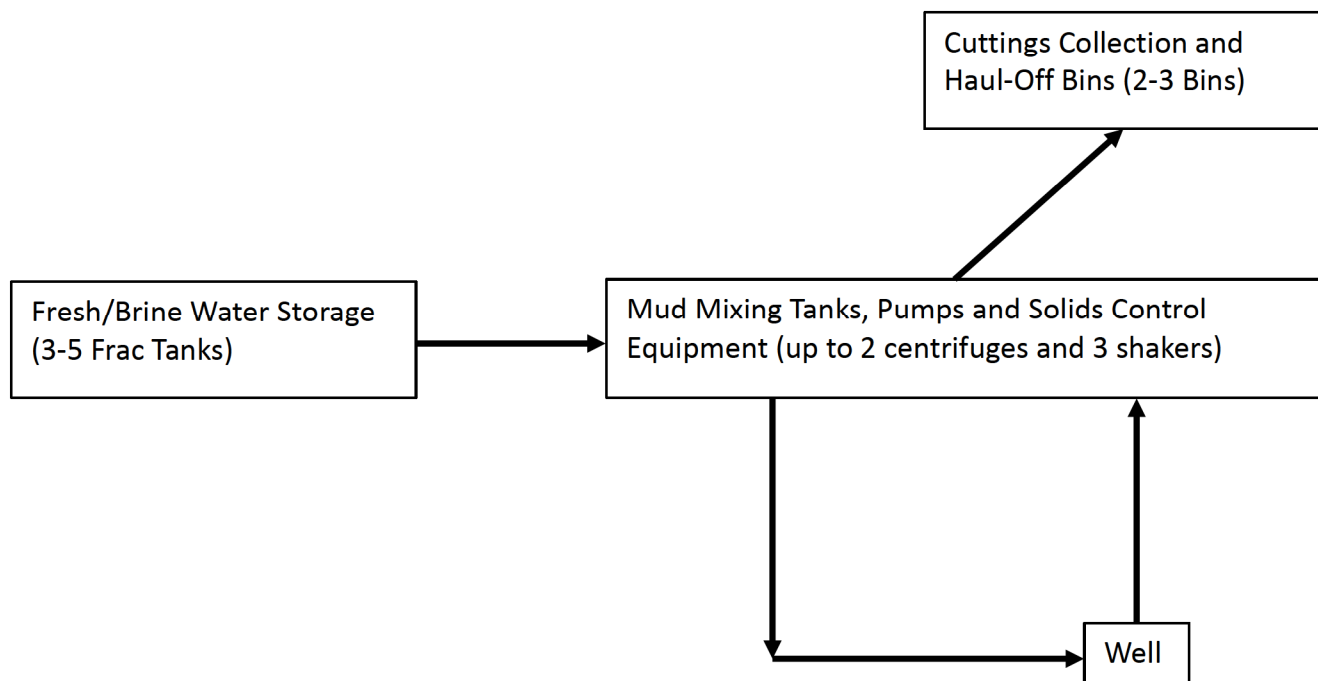 Cuttings Collection and
Haul-Off Bins (2-3 Bins)
Fresh/Brine Water Storage
(3-5 Frac Tanks)
Mud Mixing Tanks, Pumps and Solids Control
Equipment (up to 2 centrifuges and 3 shakers)
Well